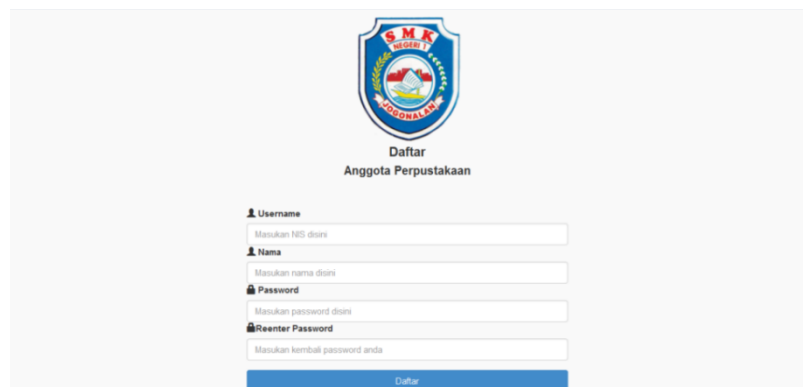 SMK
NEGERI 1
JOGONALAN
Daftar
Anggota Perpustakaan
Username
Masukan NIS disini
Nama
Masukan nama disini
Password
Masukan password disini
Reenter Password
Masukan kembali password anda
Daftar